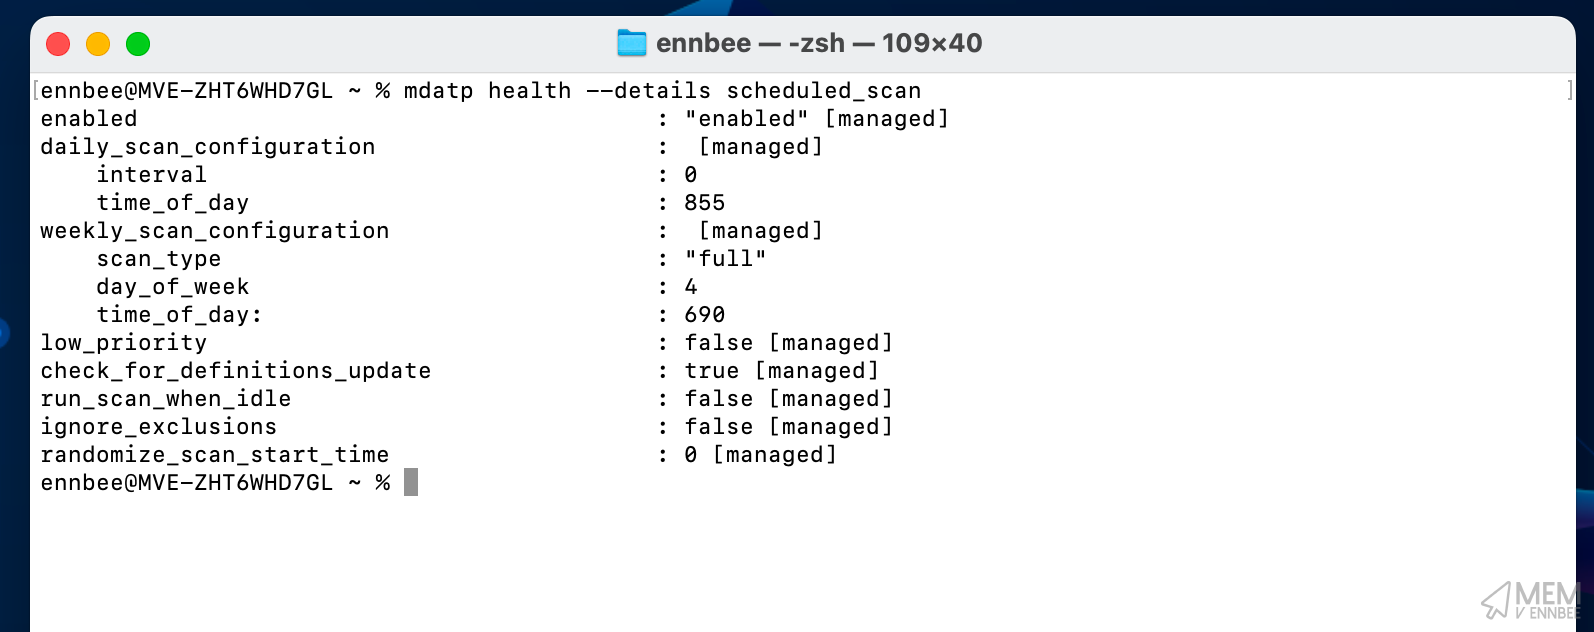 ennbee — -zsh — 109×40
[ennbee@MVE-ZHT6WHD7GL ~ % mdatp health --details scheduled_scan ]
enabled : "enabled" [managed]
daily_scan_configuration : [managed]
interval : 0
time_of_day : 855
weekly_scan_configuration : [managed]
scan_type : "full"
day_of_week : 4
time_of_day: : 690
low_priority : false [managed]
check_for_definitions_update : true [managed]
run_scan_when_idle : false [managed]
ignore_exclusions : false [managed]
randomize_scan_start_time : 0 [managed]
ennbee@MVE-ZHT6WHD7GL ~ %
MEM
V ENNBEE